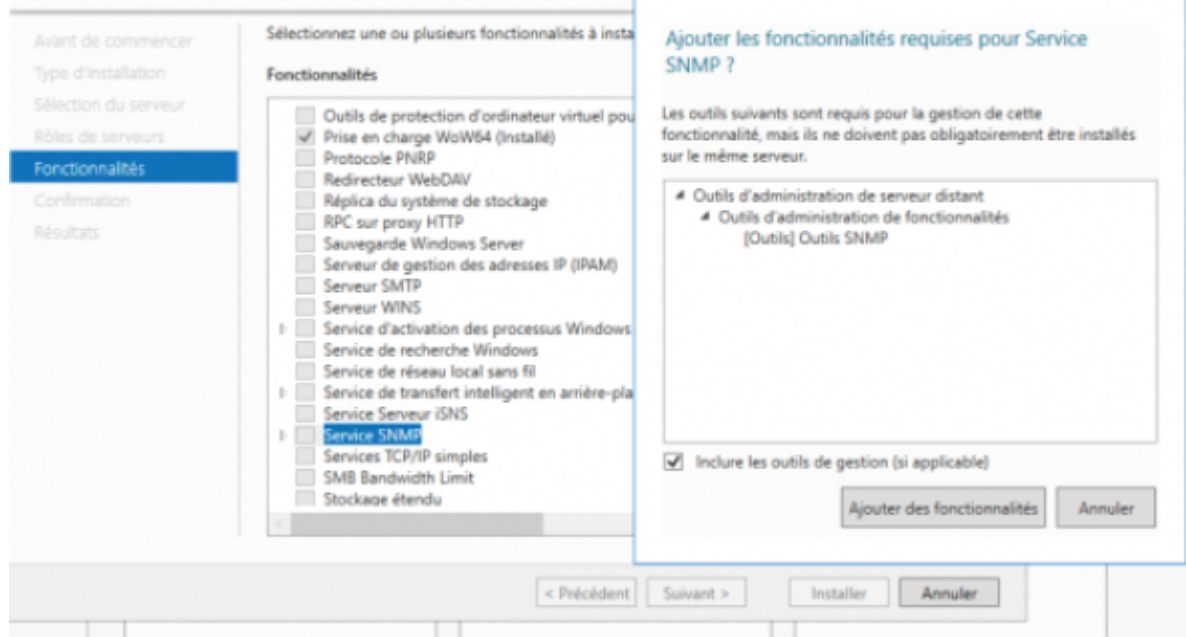 Avant de commencer
Type d'installation
Sélection du serveur
Rôles de serveurs
Fonctionnalités
Confirmation
Résultats
Sélectionnez une ou plusieurs fonctionnalités à insta
Fonctionnalités
Outils de protection d'ordinateur virtuel pou
Prise en charge WoW64 (Installé)
Protocole PNRP
Redirecteur WebDAV
Réplica du système de stockage
RPC sur proxy HTTP
Sauvegarde Windows Server
Serveur de gestion des adresses IP (IPAM)
Serveur SMTP
Serveur WINS
Service d'activation des processus Windows
Service de recherche Windows
Service de réseau local sans fil
Service de transfert intelligent en arrière-pla
Service Serveur iSNS
Service SNMP
Services TCP/IP simples
SMB Bandwidth Limit
Stockage étendu
Ajouter les fonctionnalités requises pour Service
SNMP ?
Les outils suivants sont requis pour la gestion de cette
fonctionnalité, mais ils ne doivent pas obligatoirement être installés
sur le même serveur.
Outils d'administration de serveur distant
Outils d'administration de fonctionnalités
[Outils] Outils SNMP
Inclure les outils de gestion (si applicable)
Ajouter des fonctionnalités
Annuler
< Précédent
Suivant >
Installer
Annuler